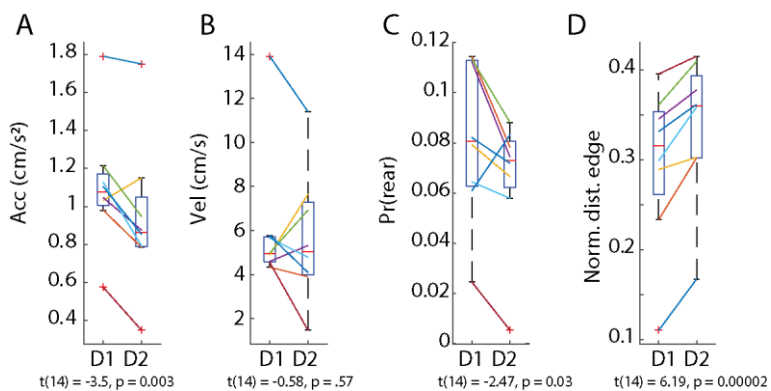 A
Acc (cm/s²)
1.8
1.6
1.4
1.2
1
0.8
0.6
0.4
D1 D2
t(14) = -3.5, p = 0.003
B
Vel (cm/s)
14
12
10
8
6
4
2
D1 D2
t(14) = -0.58, p = .57
C
Pr(rear)
0.12
0.1
0.08
0.06
0.04
0.02
0
D1 D2
t(14) = -2.47, p = 0.03
D
Norm. dist. edge
0.4
0.3
0.2
0.1
D1 D2
t(14) = 6.19, p = 0.00002